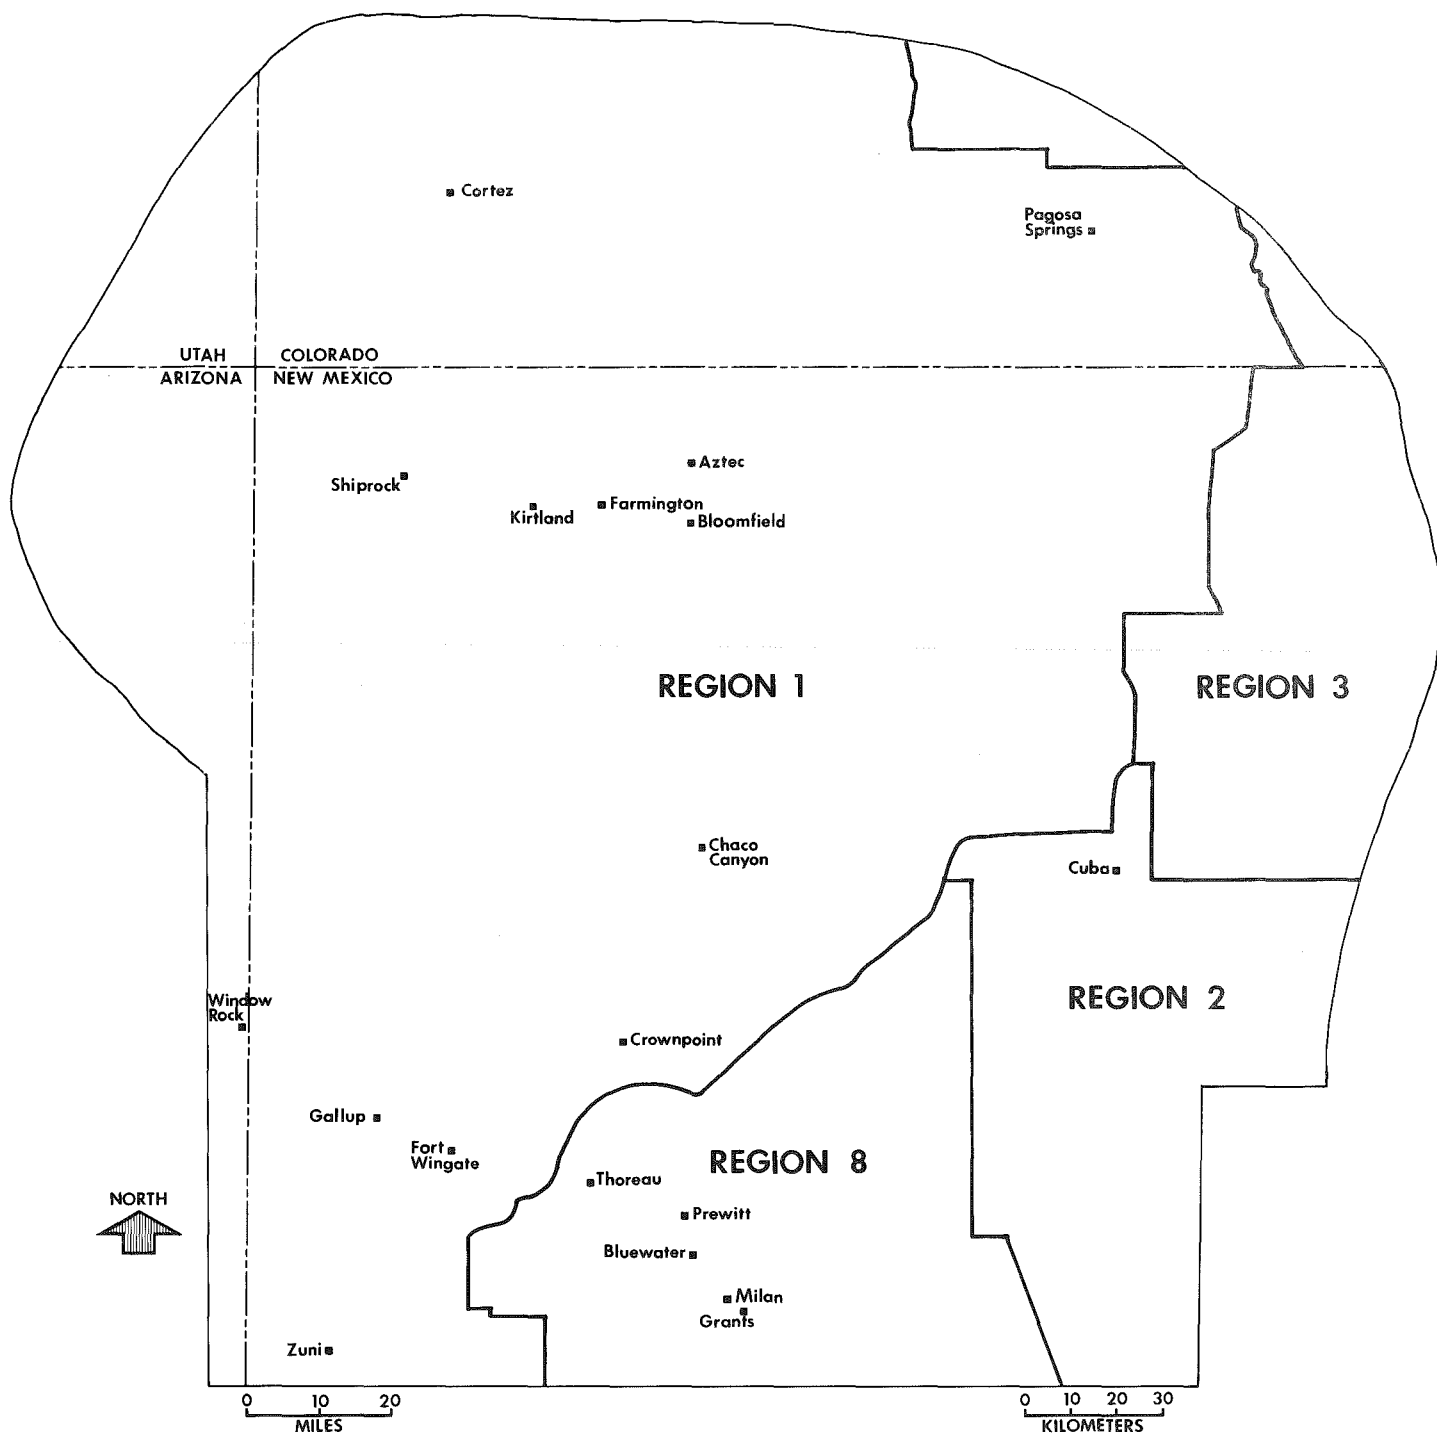 Cortez
Pagosa
Springs
UTAH
COLORADO
ARIZONA
NEW MEXICO
Aztec
Shiprock
Farmington
Kirtland
Bloomfield
REGION 1
REGION 3
Chaco
Canyon
Cuba
Window
Rock
REGION 2
Crownpoint
Gallup
Fort
Wingate
REGION 8
Thoreau
NORTH
Prewitt
Bluewater
Milan
Grants
Zuni
0 10 20
MILES
0 10 20 30
KILOMETERS